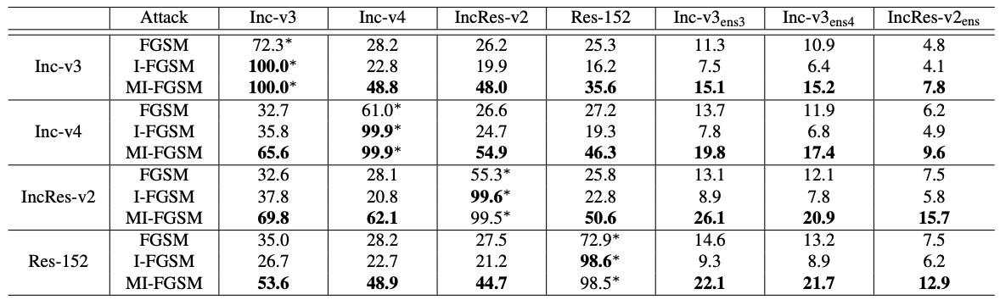 Attack Inc-v3 Inc-v4 IncRes-v2 Res-152 Inc-v3ens3 Inc-v3ens4 IncRes-v2ens
FGSM 72.3* 28.2 26.2 25.3 11.3 10.9 4.8
Inc-v3 I-FGSM 100.0* 22.8 19.9 16.2 7.5 6.4 4.1
MI-FGSM 100.0* 48.8 48.0 35.6 15.1 15.2 7.8
FGSM 32.7 61.0* 26.6 27.2 13.7 11.9 6.2
Inc-v4 I-FGSM 35.8 99.9* 24.7 19.3 7.8 6.8 4.9
MI-FGSM 65.6 99.9* 54.9 46.3 19.8 17.4 9.6
FGSM 32.6 28.1 55.3* 25.8 13.1 12.1 7.5
IncRes-v2 I-FGSM 37.8 20.8 99.6* 22.8 8.9 7.8 5.8
MI-FGSM 69.8 62.1 99.5* 50.6 26.1 20.9 15.7
FGSM 35.0 28.2 27.5 72.9* 14.6 13.2 7.5
Res-152 I-FGSM 26.7 22.7 21.2 98.6* 9.3 8.9 6.2
MI-FGSM 53.6 48.9 44.7 98.5* 22.1 21.7 12.9